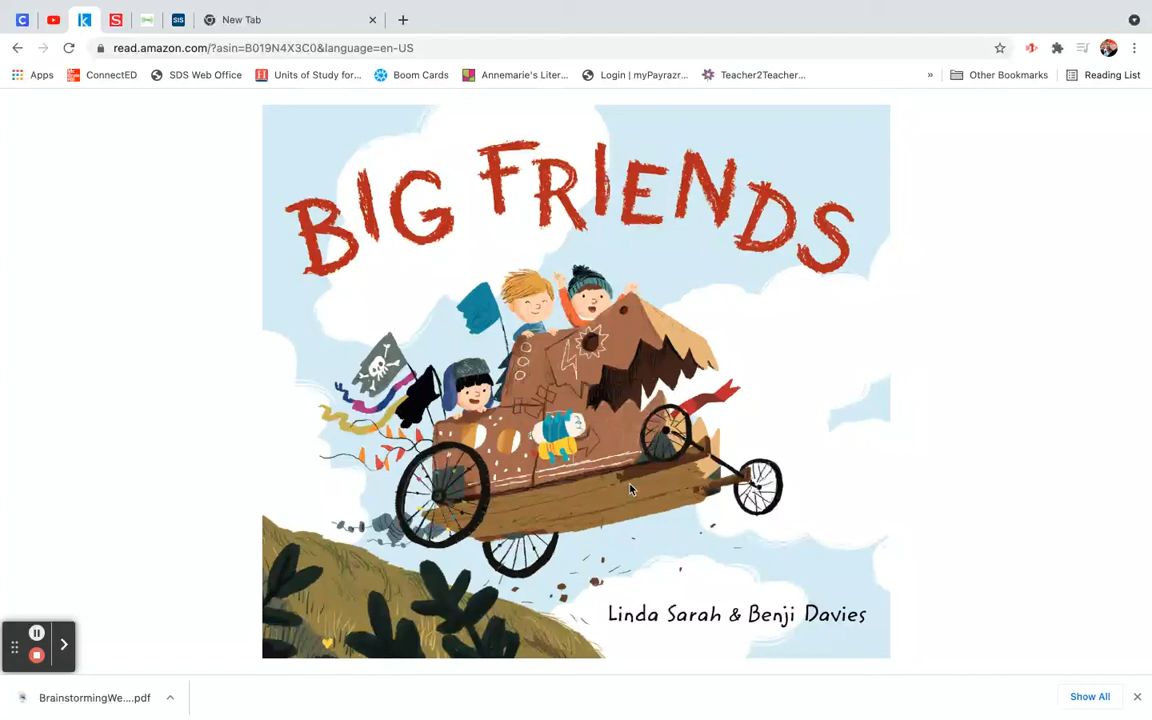 New Tab
read.amazon.com/?asin=B019N4X3C0&language=en-US
Apps
ConnectED
SDS Web Office
Units of Study for...
Boom Cards
Annemarie's Liter...
Login | myPayrazr...
Teacher2Teacher...
»
Other Bookmarks
Reading List
BIG FRIENDS
Linda Sarah & Benji Davies
BrainstormingWe....pdf
Show All